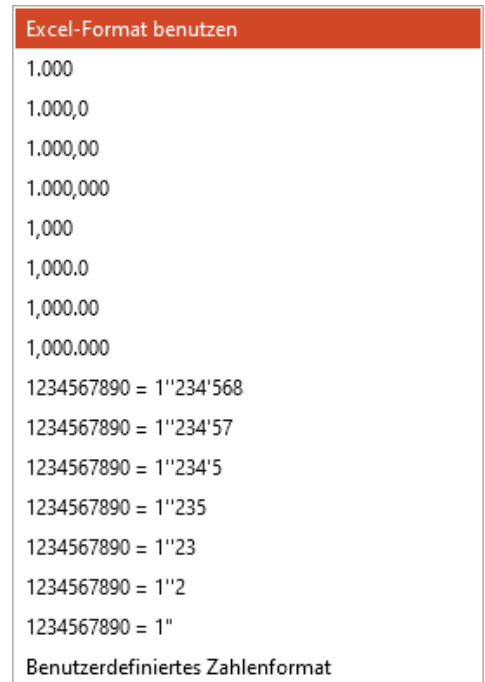 Excel-Format benutzen
1.000
1.000,0
1.000,00
1.000,000
1,000
1,000.0
1,000.00
1,000.000
1234567890 = 1''234'568
1234567890 = 1''234'57
1234567890 = 1''234'5
1234567890 = 1''235
1234567890 = 1''23
1234567890 = 1''2
1234567890 = 1"
Benutzerdefiniertes Zahlenformat